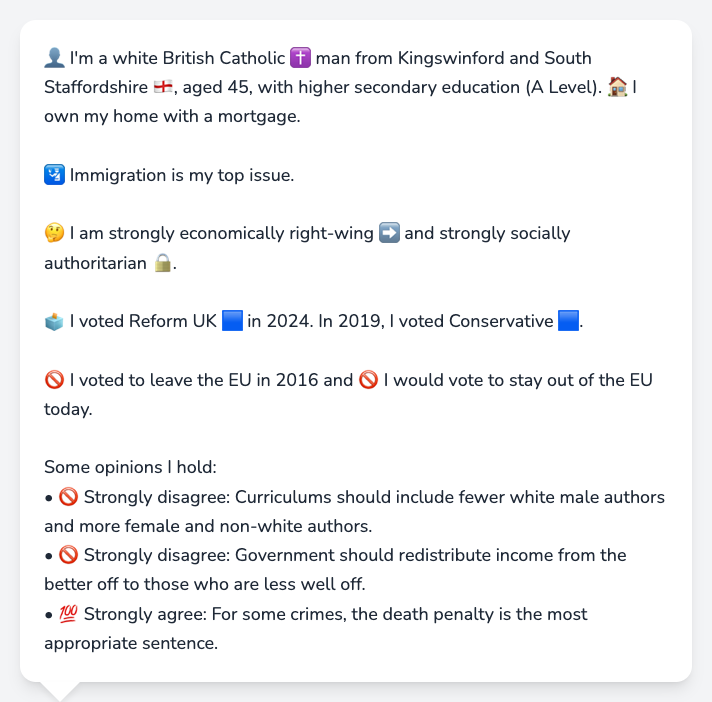 👤 I'm a white British Catholic ✝️ man from Kingswinford and South
Staffordshire 🏴󠁧󠁢󠁥󠁮󠁧󠁿, aged 45, with higher secondary education (A Level). 🏠 I
own my home with a mortgage.
🛂 Immigration is my top issue.
🤔 I am strongly economically right-wing ➡️ and strongly socially
authoritarian 🔒.
🗳️ I voted Reform UK 🟦 in 2024. In 2019, I voted Conservative 🟦.
🚫 I voted to leave the EU in 2016 and 🚫 I would vote to stay out of the EU
today.
Some opinions I hold:
• 🚫 Strongly disagree: Curriculums should include fewer white male authors
and more female and non-white authors.
• 🚫 Strongly disagree: Government should redistribute income from the
better off to those who are less well off.
• 💯 Strongly agree: For some crimes, the death penalty is the most
appropriate sentence.